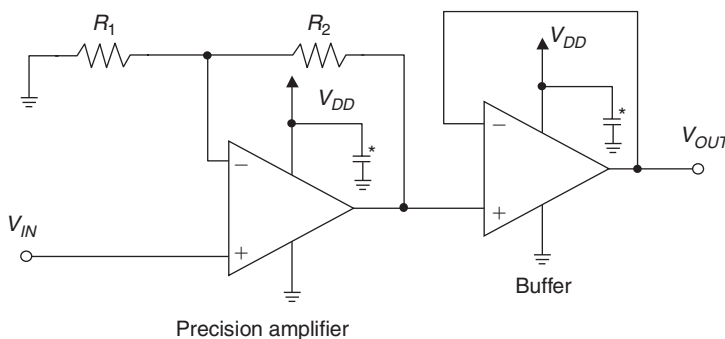 R1
R2
VDD
VDD
*
*
−
−
VOUT
VIN
+
+
Buffer
Precision amplifier